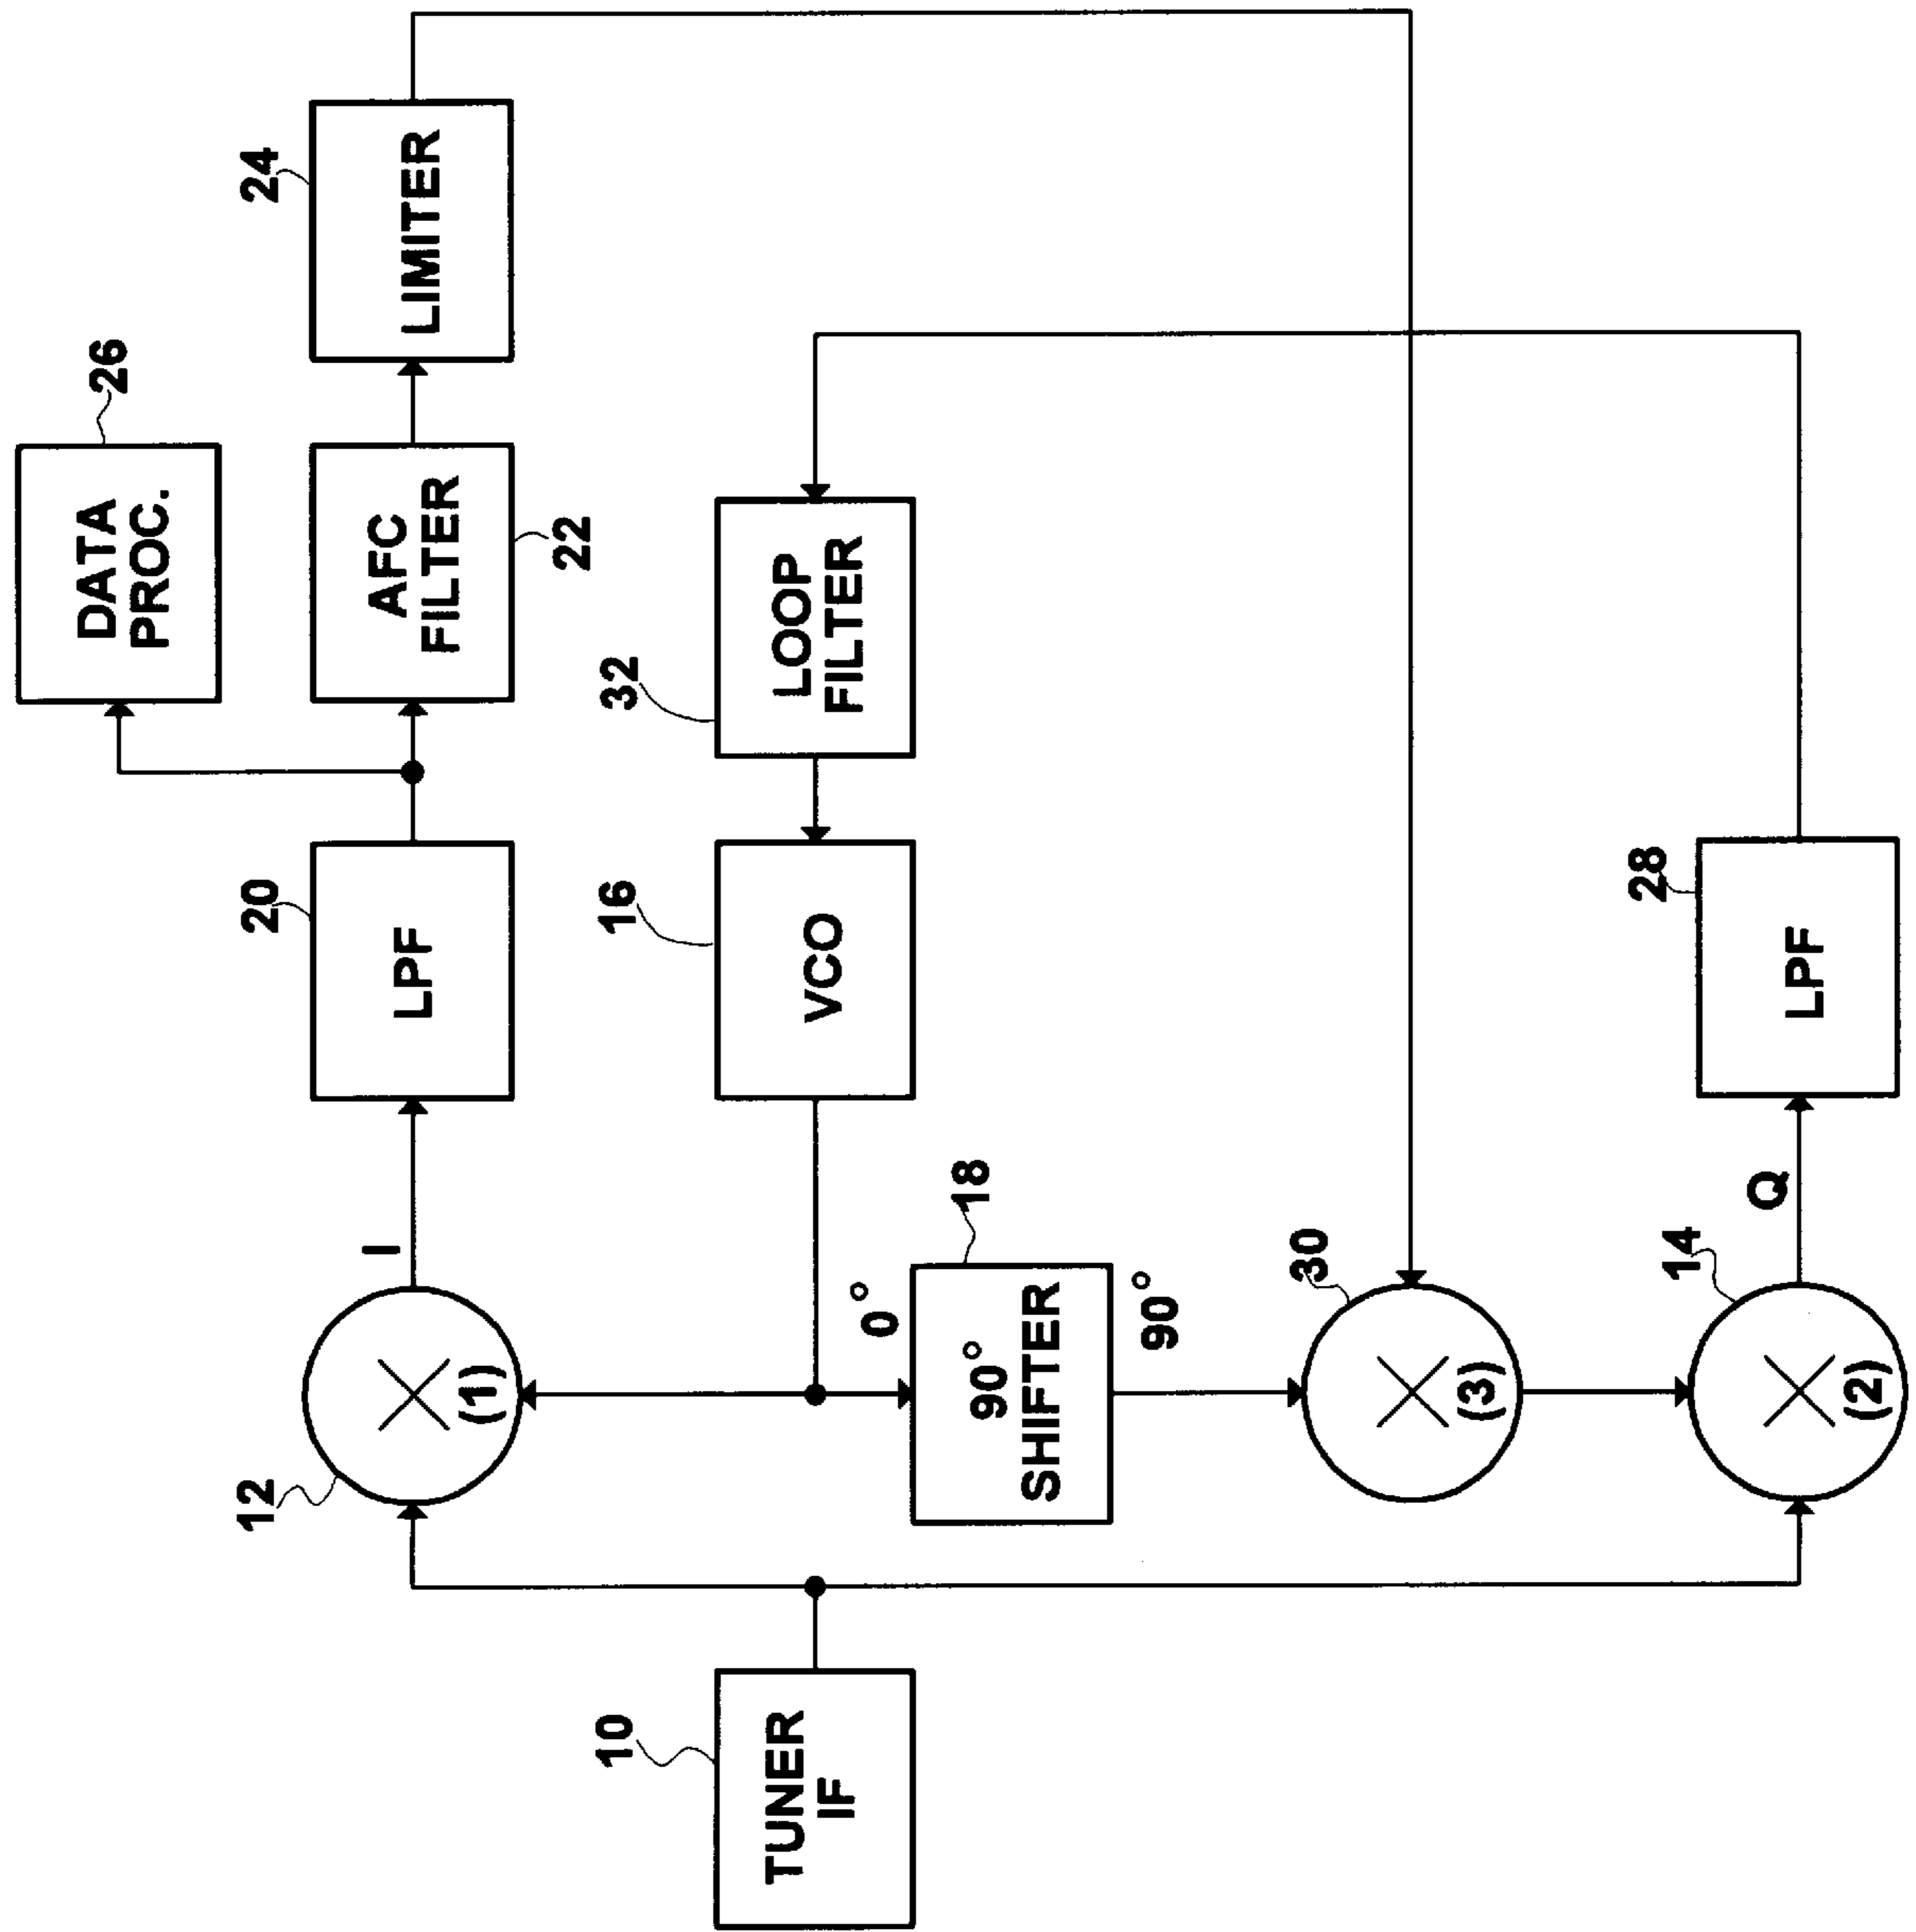 26
24
DATA
PROC.
12
I
20
LPF
AFC
FILTER
22
LIMITER
10
TUNER
IF
0°
16
VCO
32
LOOP
FILTER
(1)
90°
SHIFTER
18
90°
30
(3)
14
(2)
Q
28
LPF